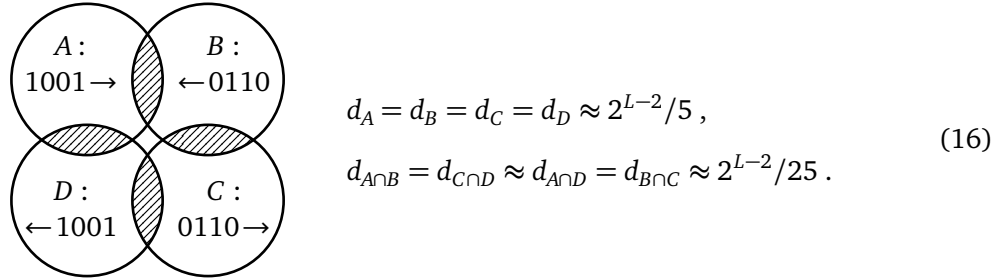 A :
1001→
B :
←0110
d_A = d_B = d_C = d_D ≈ 2^{L−2}/5 ,
(16)
d_{A∩B} = d_{C∩D} ≈ d_{A∩D} = d_{B∩C} ≈ 2^{L−2}/25 .
D :
←1001
C :
0110→